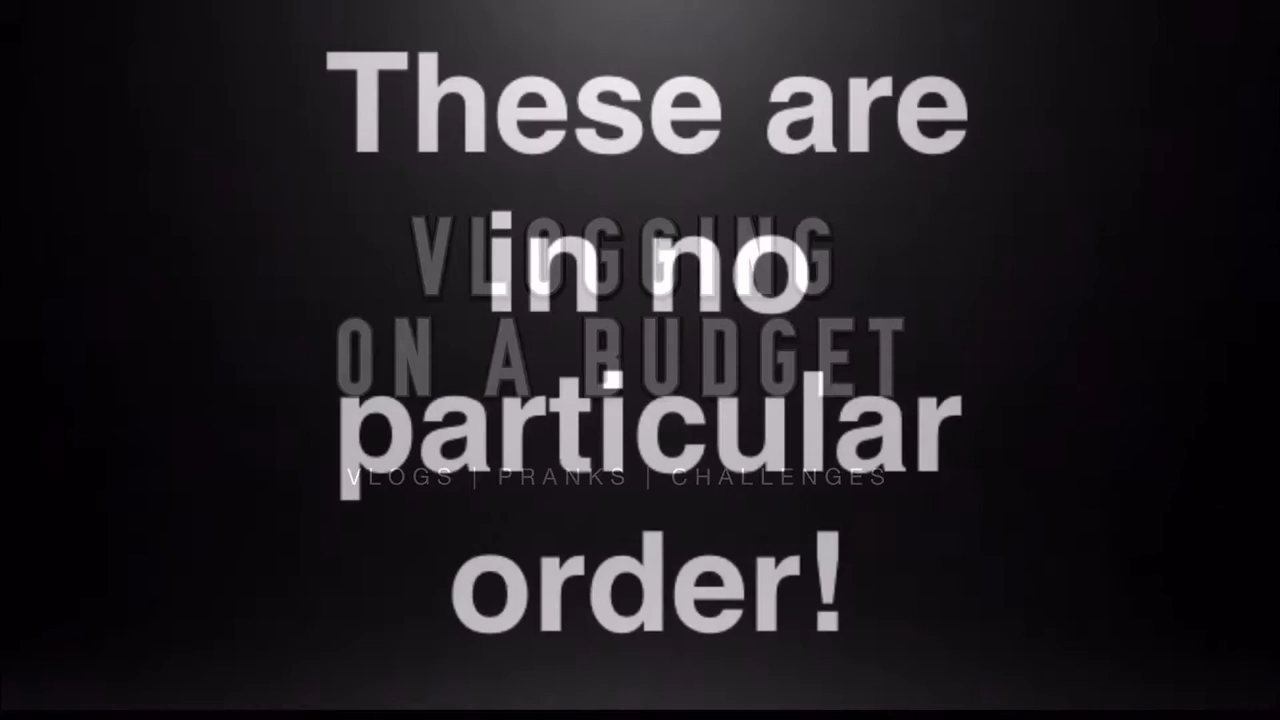 These are
in no
particular
order!
VLOGGING
ON A BUDGET
VLOGS | PRANKS | CHALLENGES